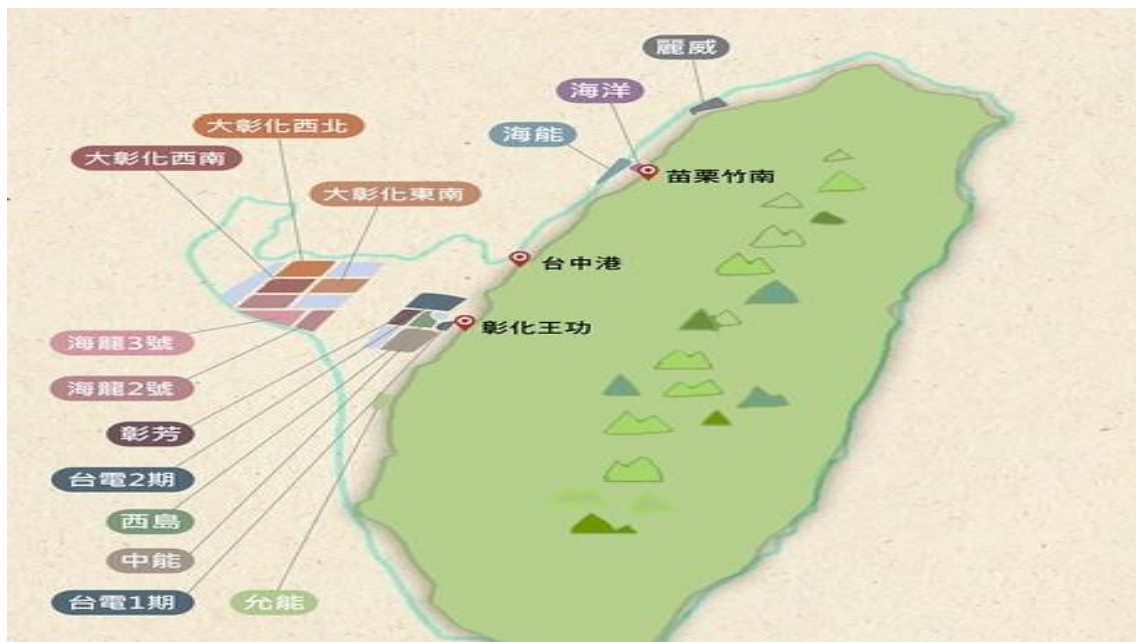 麗威
海洋
海能
大彰化西北
大彰化西南
大彰化東南
苗栗竹南
台中港
彰化王功
海龍3號
海龍2號
彰芳
台電2期
西島
中能
台電1期
允能